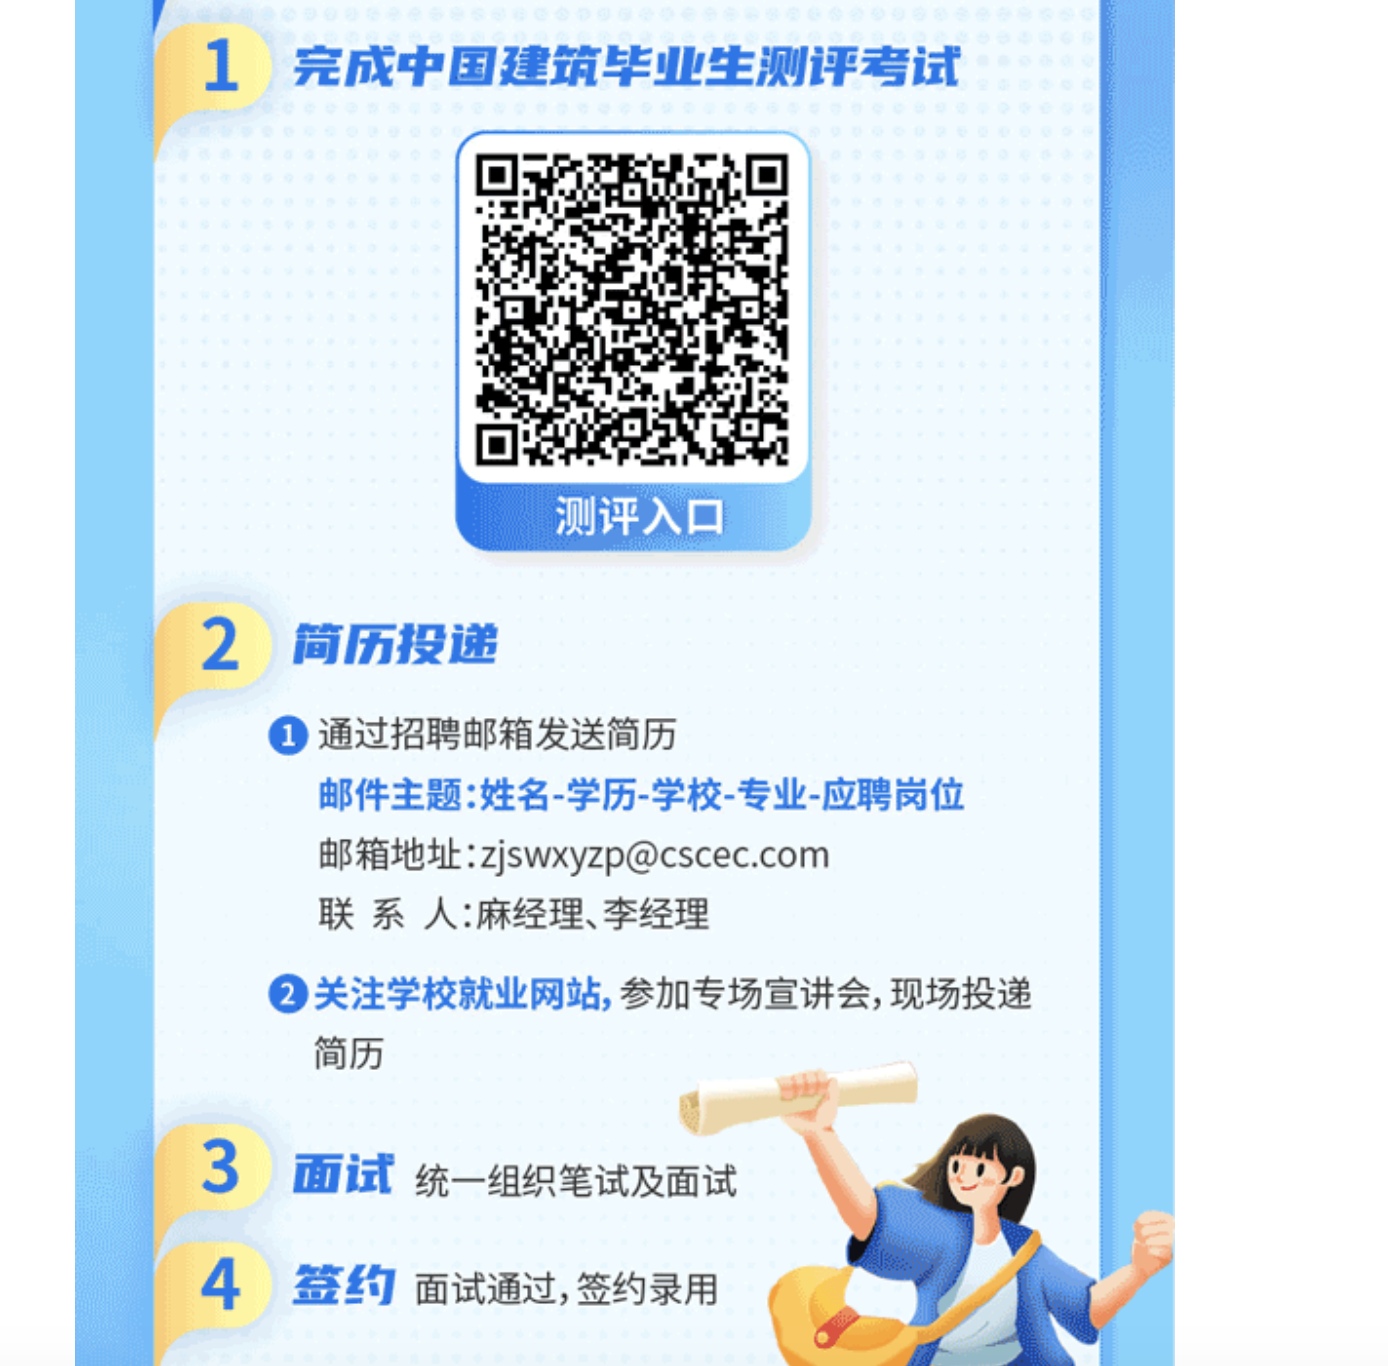 1 完成中国建筑毕业生测评考试
测评入口
2 简历投递
1 通过招聘邮箱发送简历
邮件主题：姓名-学历-学校-专业-应聘岗位
邮箱地址：zjswxyzp@cscec.com
联 系 人：麻经理、李经理
2 关注学校就业网站，参加专场宣讲会，现场投递
简历
3 面试 统一组织笔试及面试
4 签约 面试通过，签约录用